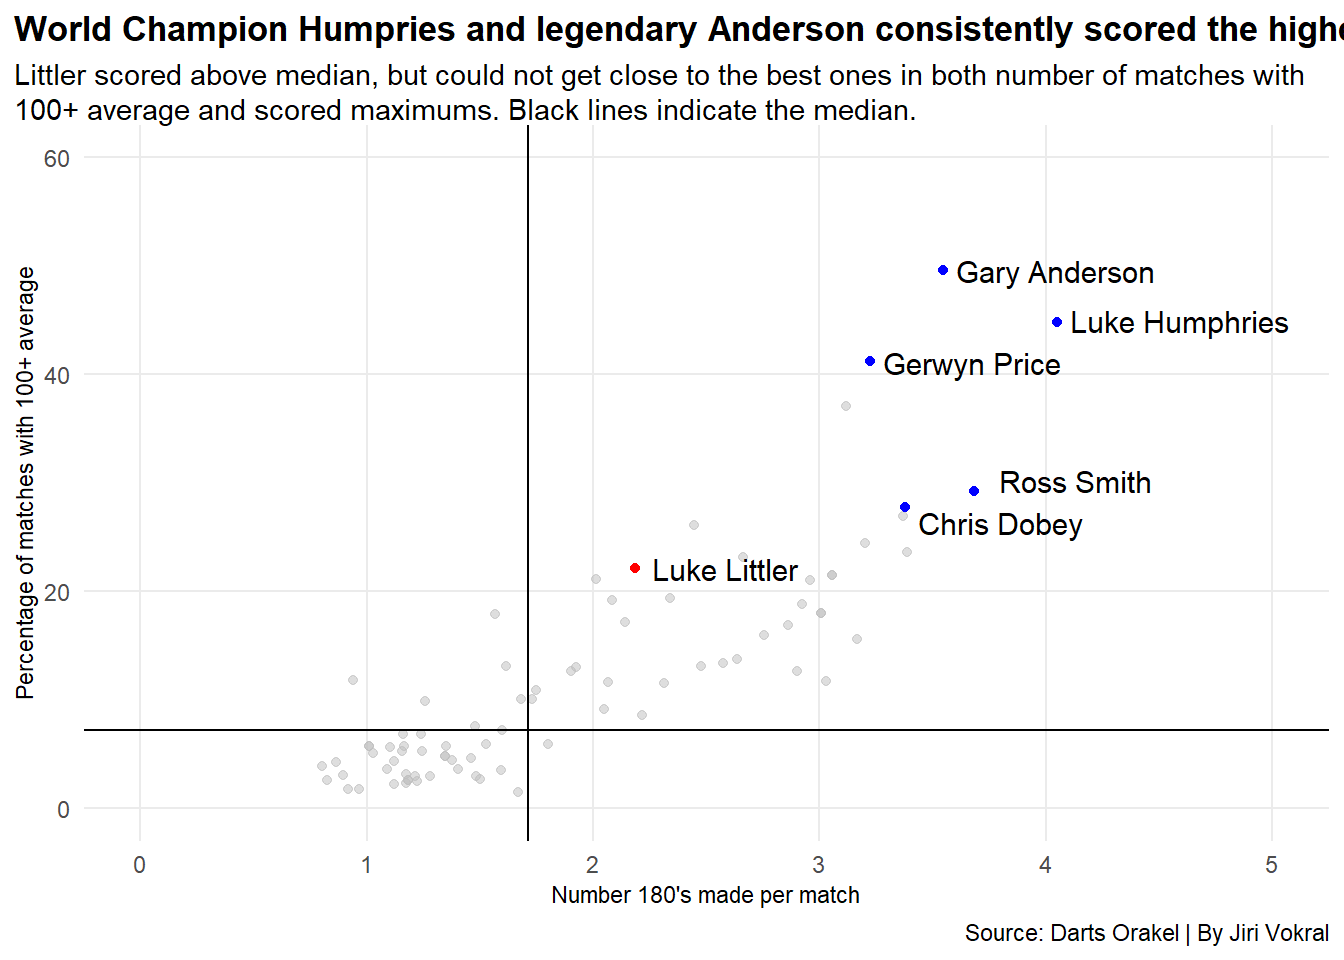 World Champion Humpries and legendary Anderson consistently scored the
Littler scored above median, but could not get close to the best ones in both number of matches with
100+ average and scored maximums. Black lines indicate the median.
60
Gary Anderson
Luke Humphries
Gerwyn Price
40
Ross Smith
Chris Dobey
Luke Littler
20
0
Percentage of matches with 100+ average
0 1 2 3 4 5
Number 180's made per match
Source: Darts Orakel | By Jiri Vokral